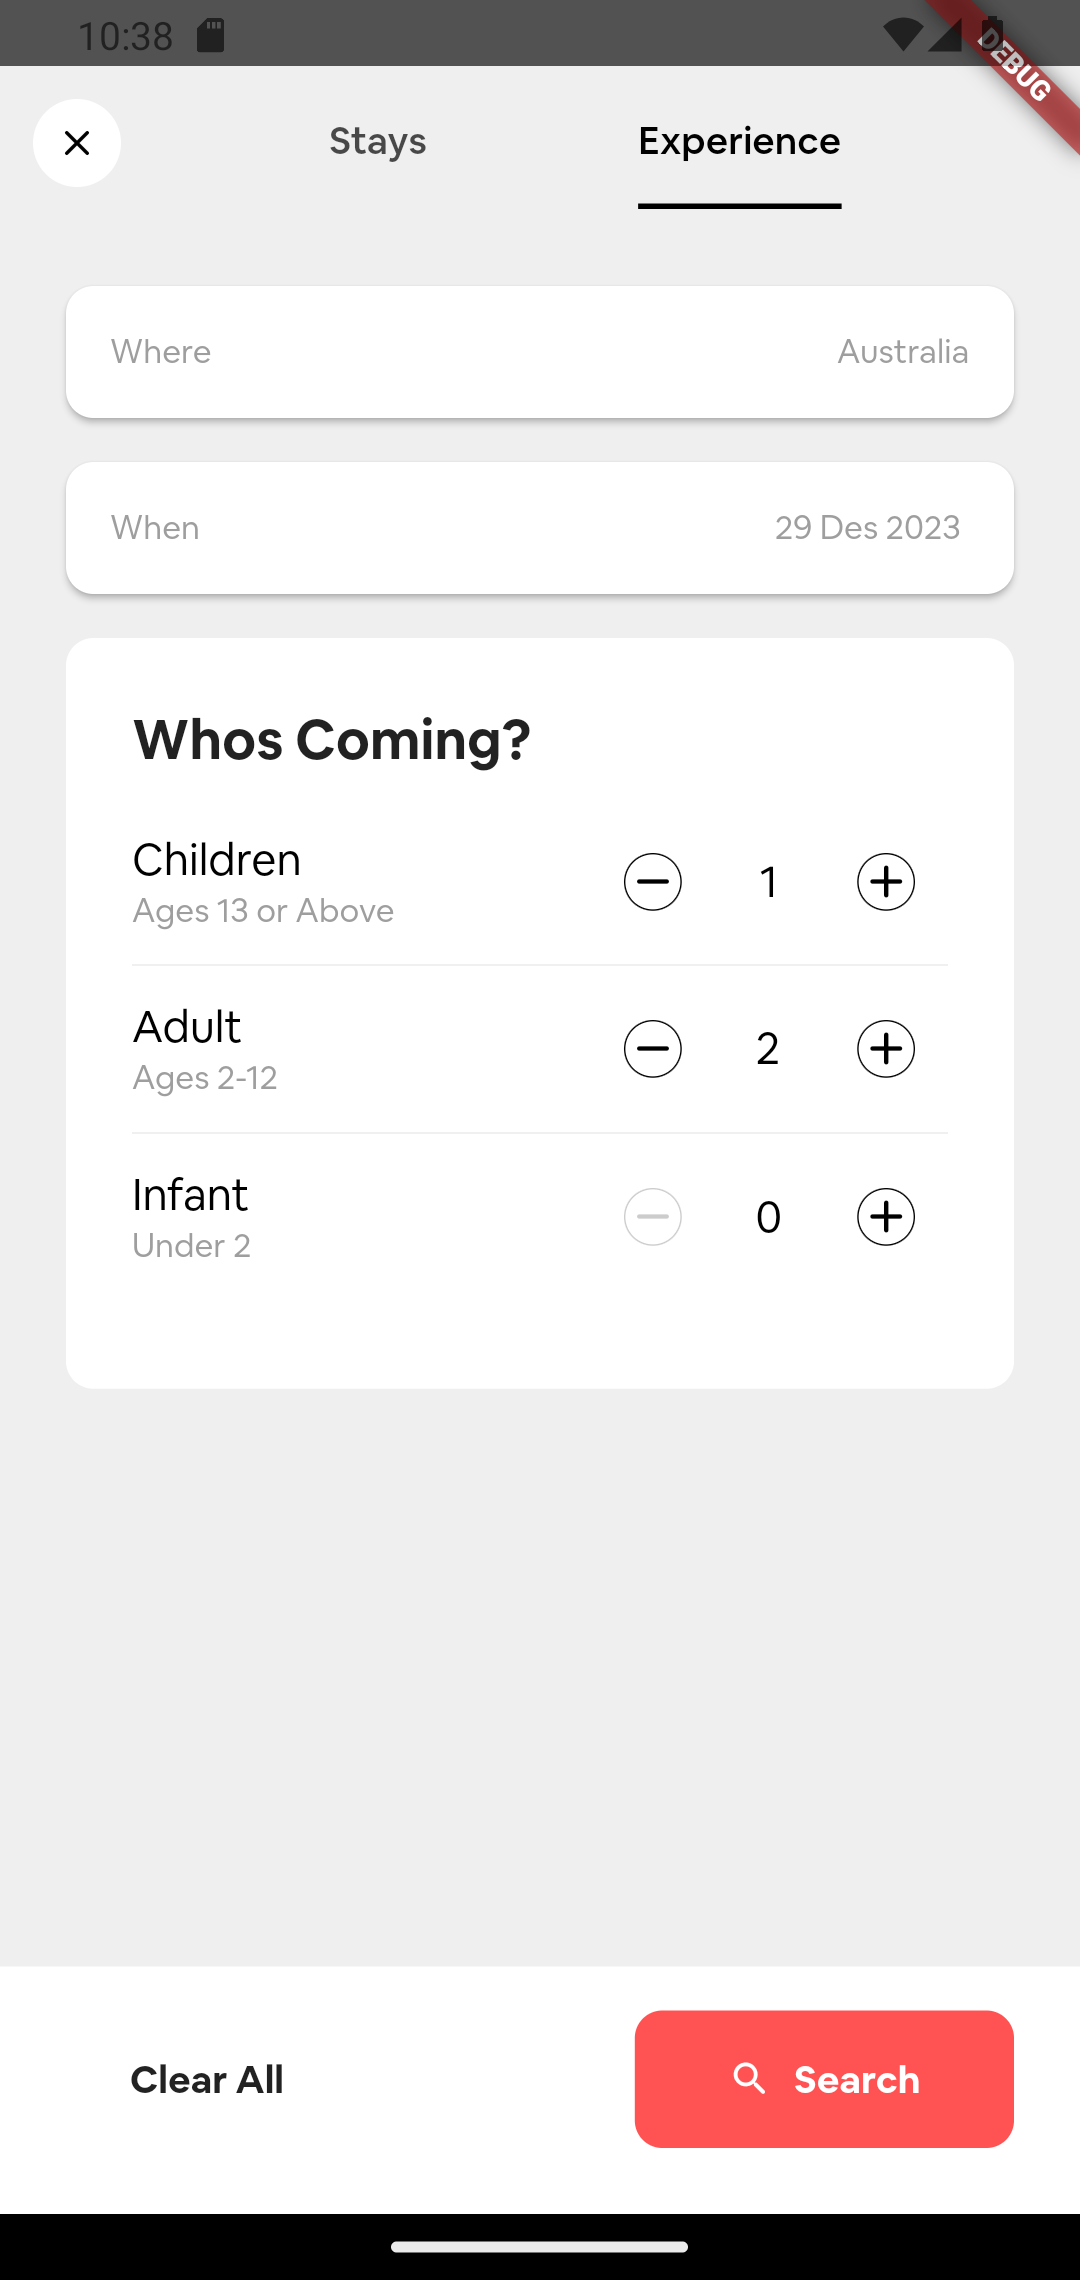 10:38
DEBUG
Stays Experience
Where Australia
When 29 Des 2023
Whos Coming?
Children
Ages 13 or Above
1
Adult
Ages 2-12
2
Infant
Under 2
0
Clear All Search